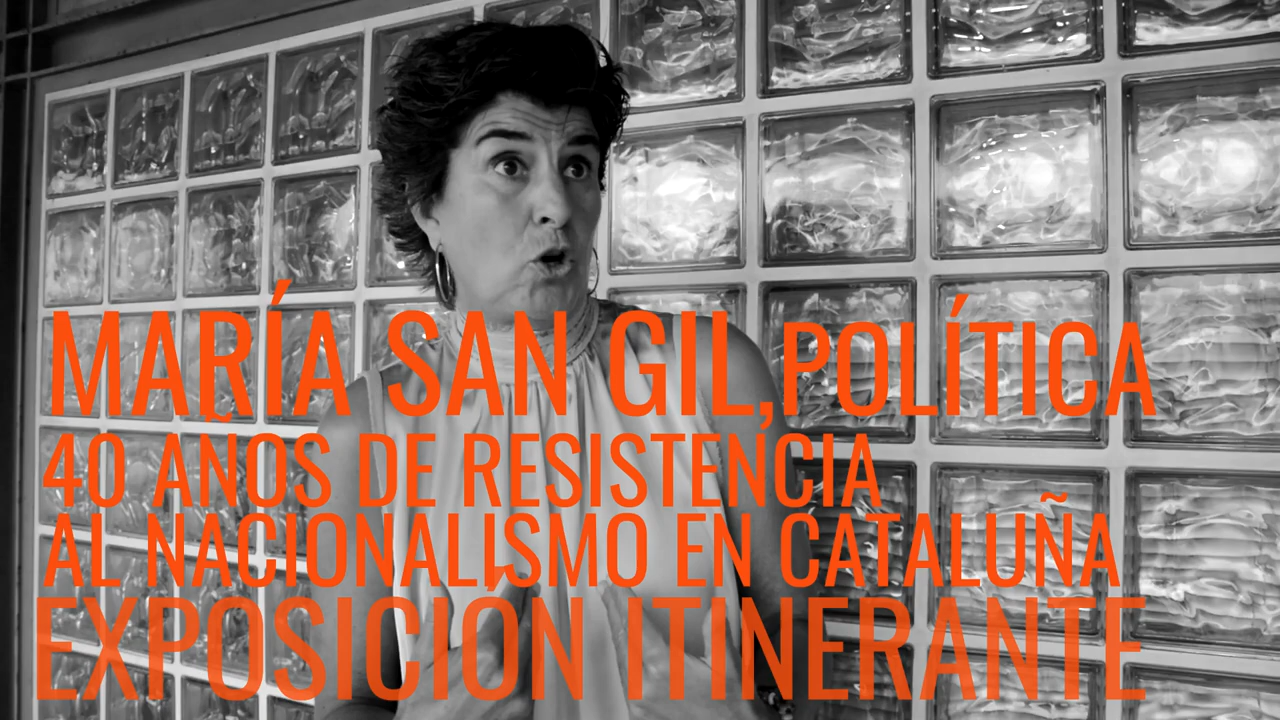 MARÍA SAN GIL,POLÍTICA
40 AÑOS DE RESISTENCIA
AL NACIONALISMO EN CATALUÑA
EXPOSICIÓN ITINERANTE